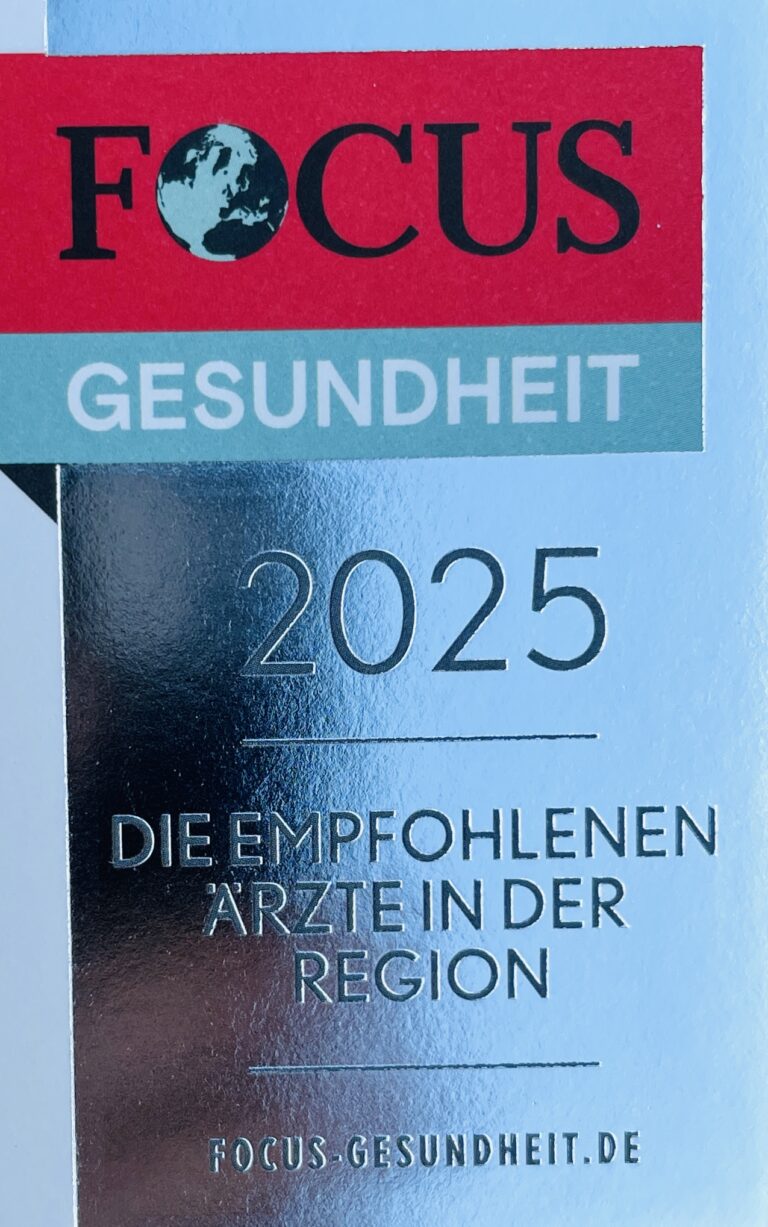 FOCUS
GESUNDHEIT
2025
DIE EMPFOHLENEN
ÄRZTE IN DER
REGION
FOCUS-GESUNDHEIT.DE